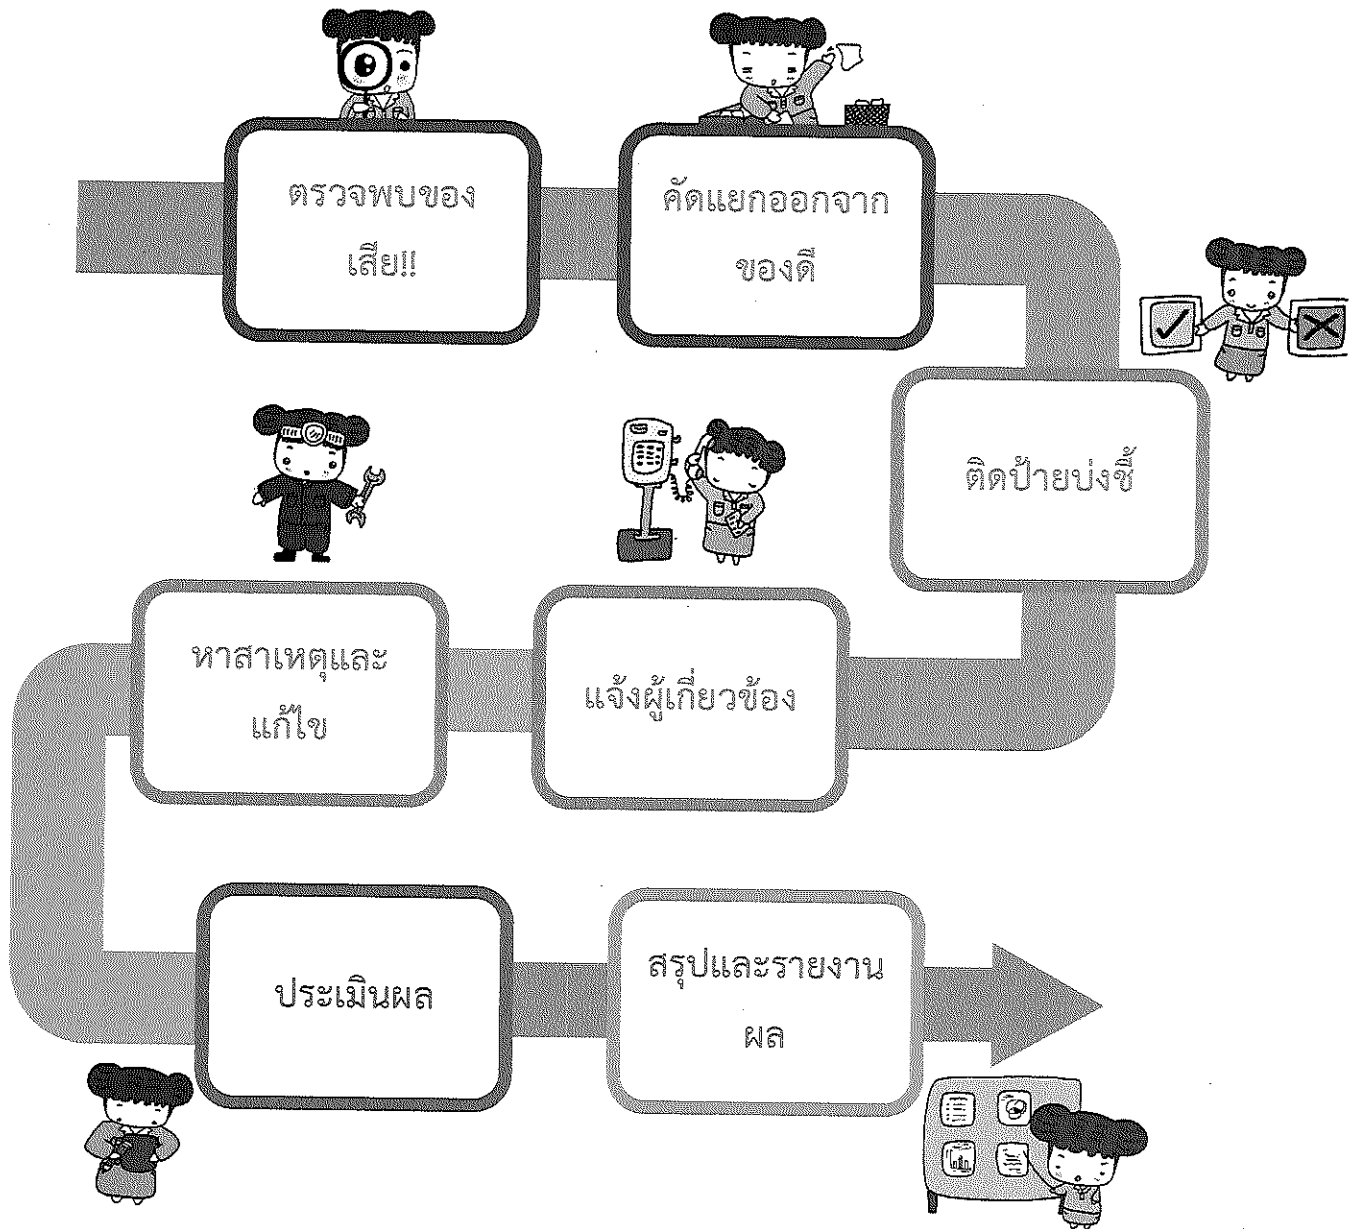 ตรวจพบของ
เสีย!!
คัดแยกออกจาก
ของดี
ติดป้ายบ่งชี้
แจ้งผู้เกี่ยวข้อง
หาสาเหตุและ
แก้ไข
ประเมินผล
สรุปและรายงาน
ผล